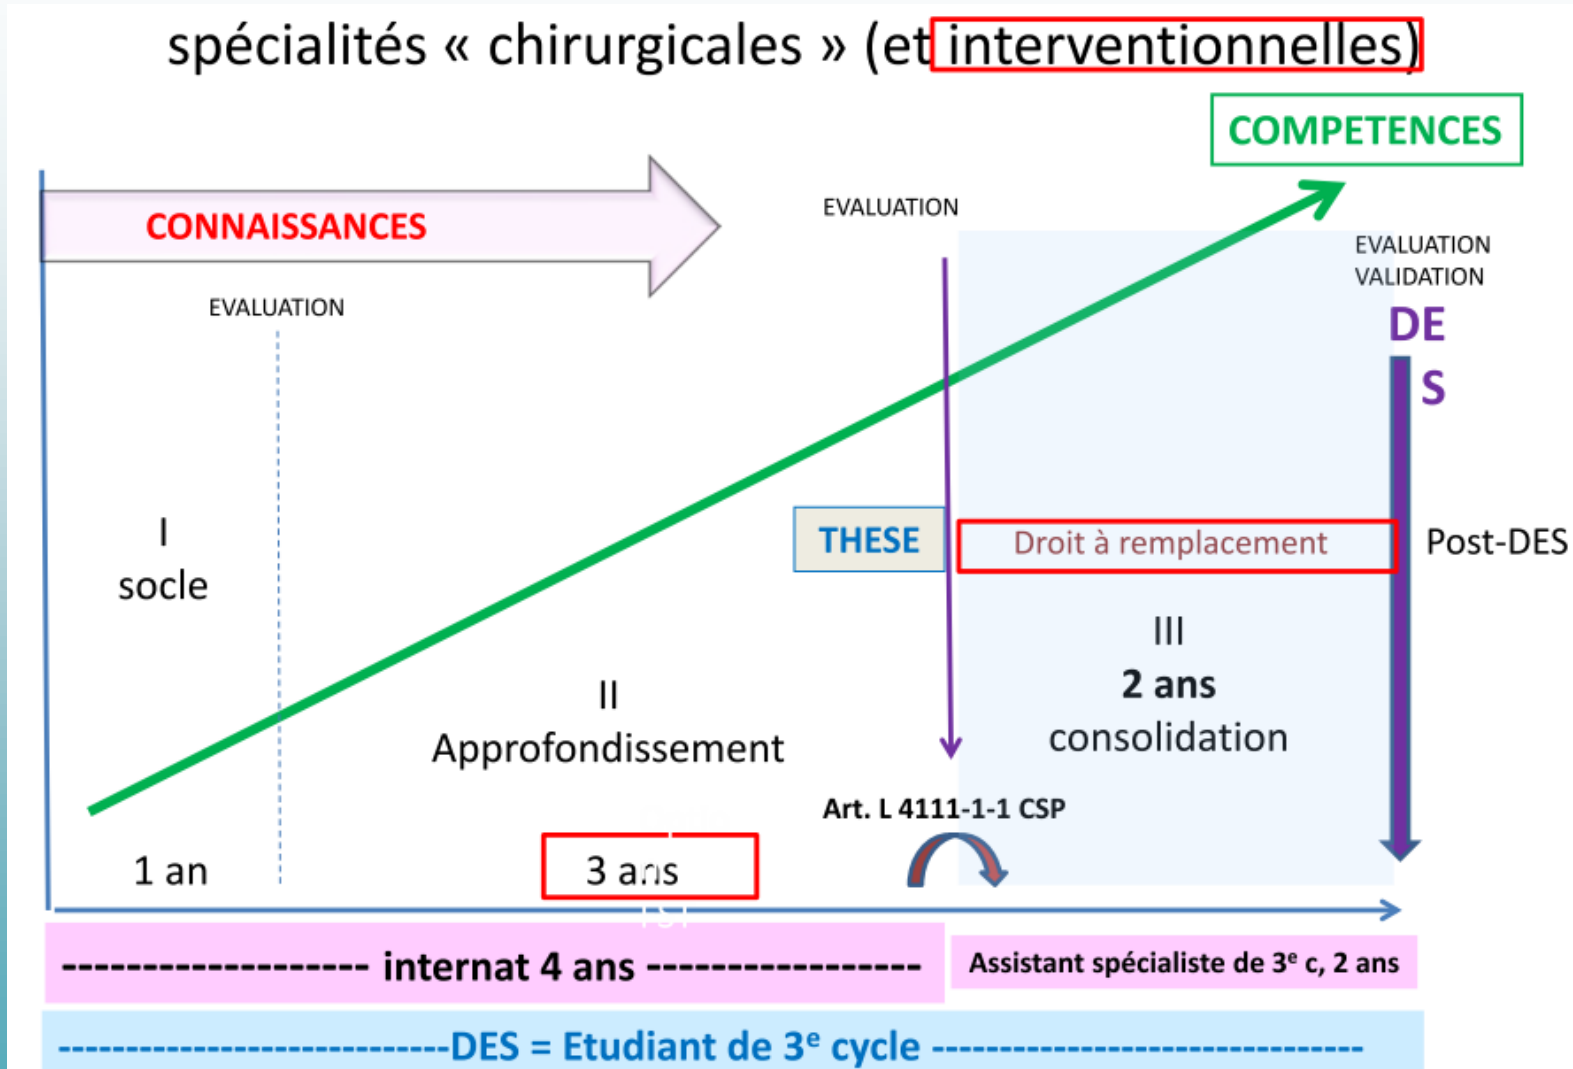 spécialités « chirurgicales » (et interventionnelles)
COMPETENCES
CONNAISSANCES
EVALUATION
EVALUATION
VALIDATION
EVALUATION
DE
S
I
socle
THESE
Droit à remplacement
Post-DES
III
2 ans
consolidation
II
Approfondissement
Art. L 4111-1-1 CSP
1 an
3 ans
------------------- internat 4 ans -----------------
Assistant spécialiste de 3e c, 2 ans
-----------------------------DES = Etudiant de 3e cycle --------------------------------